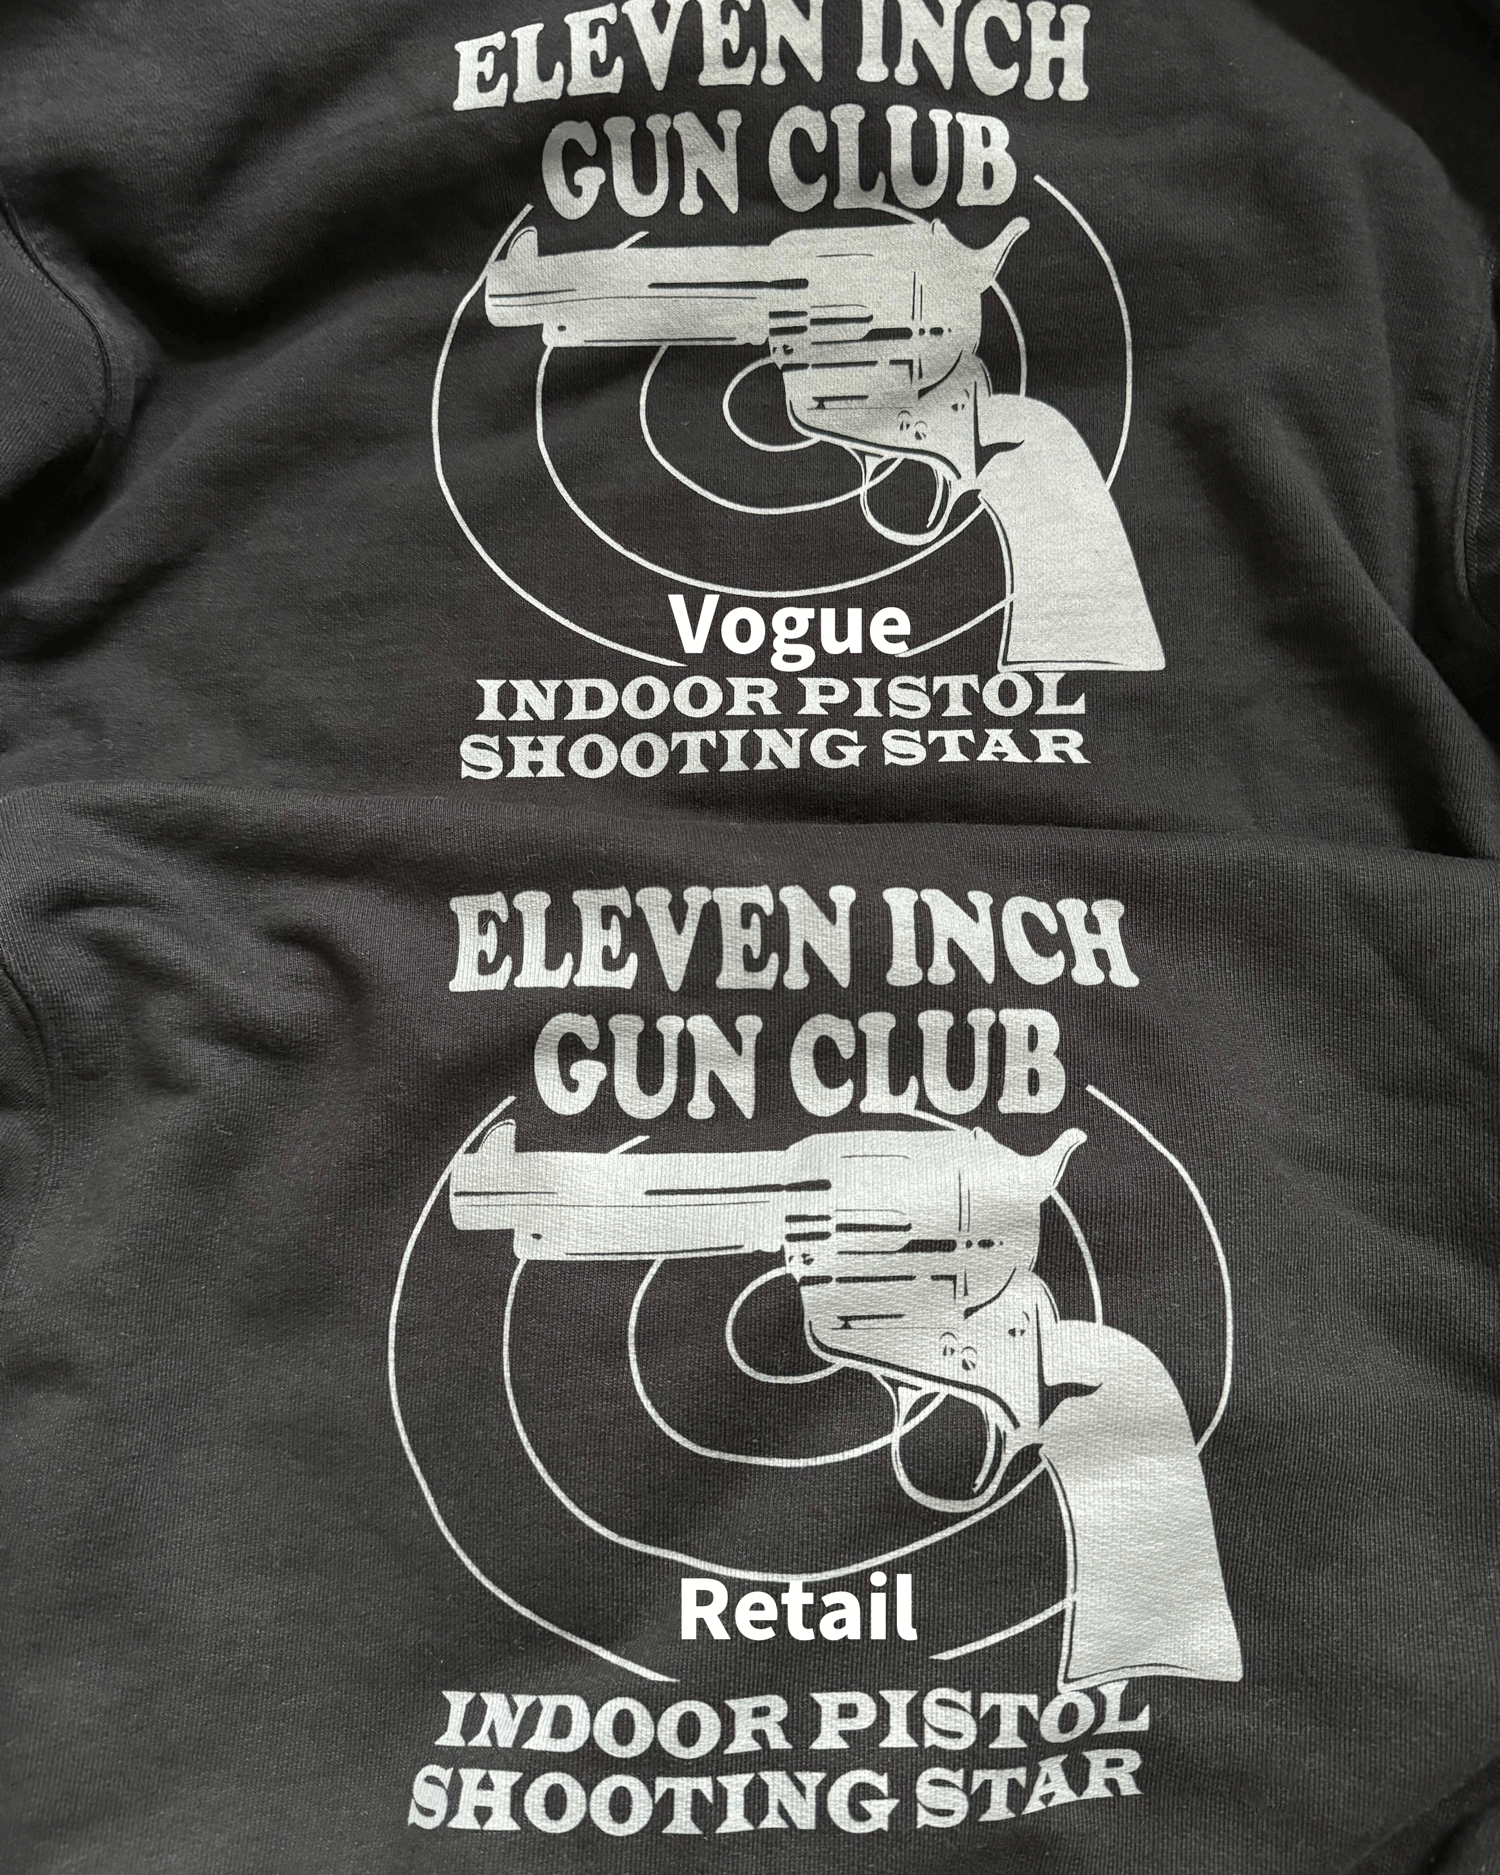 ELEVEN INCH
GUN CLUB
Vogue
INDOOR PISTOL
SHOOTING STAR
ELEVEN INCH
GUN CLUB
Retail
INDOOR PISTOL
SHOOTING STAR